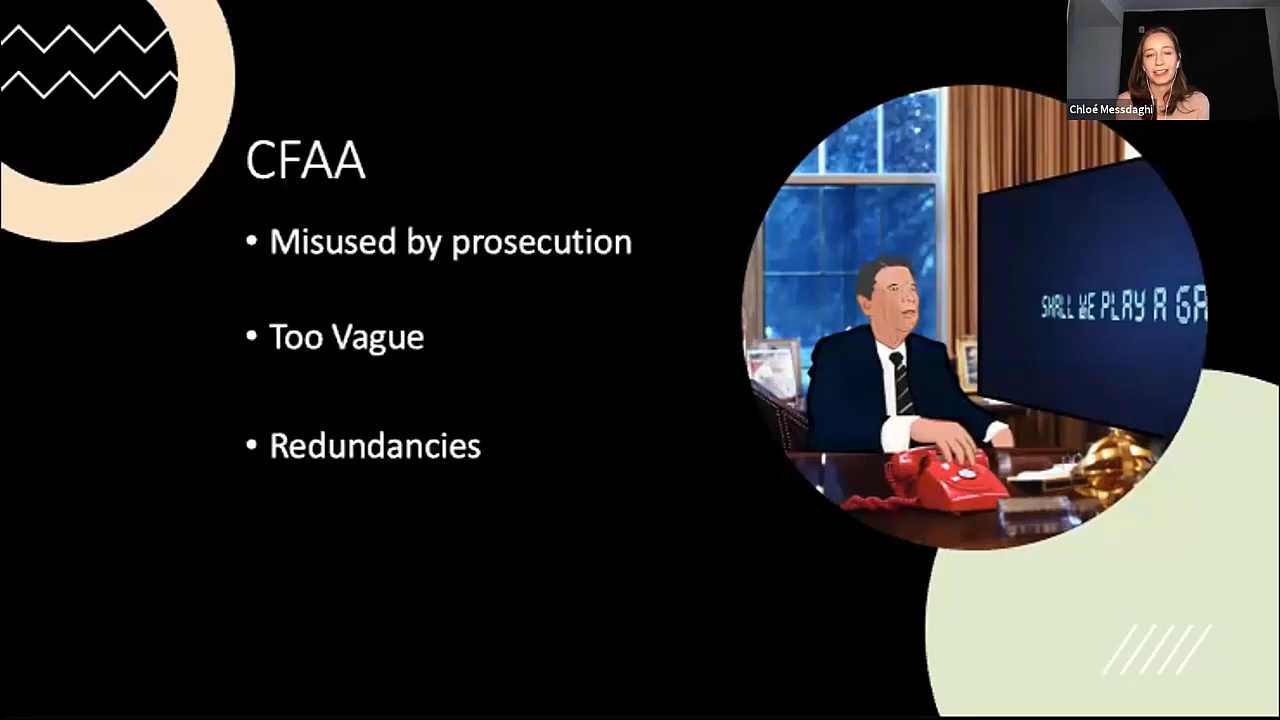 Chloé Messdaghi
CFAA
• Misused by prosecution
• Too Vague
• Redundancies
SHALL WE PLAY A GA